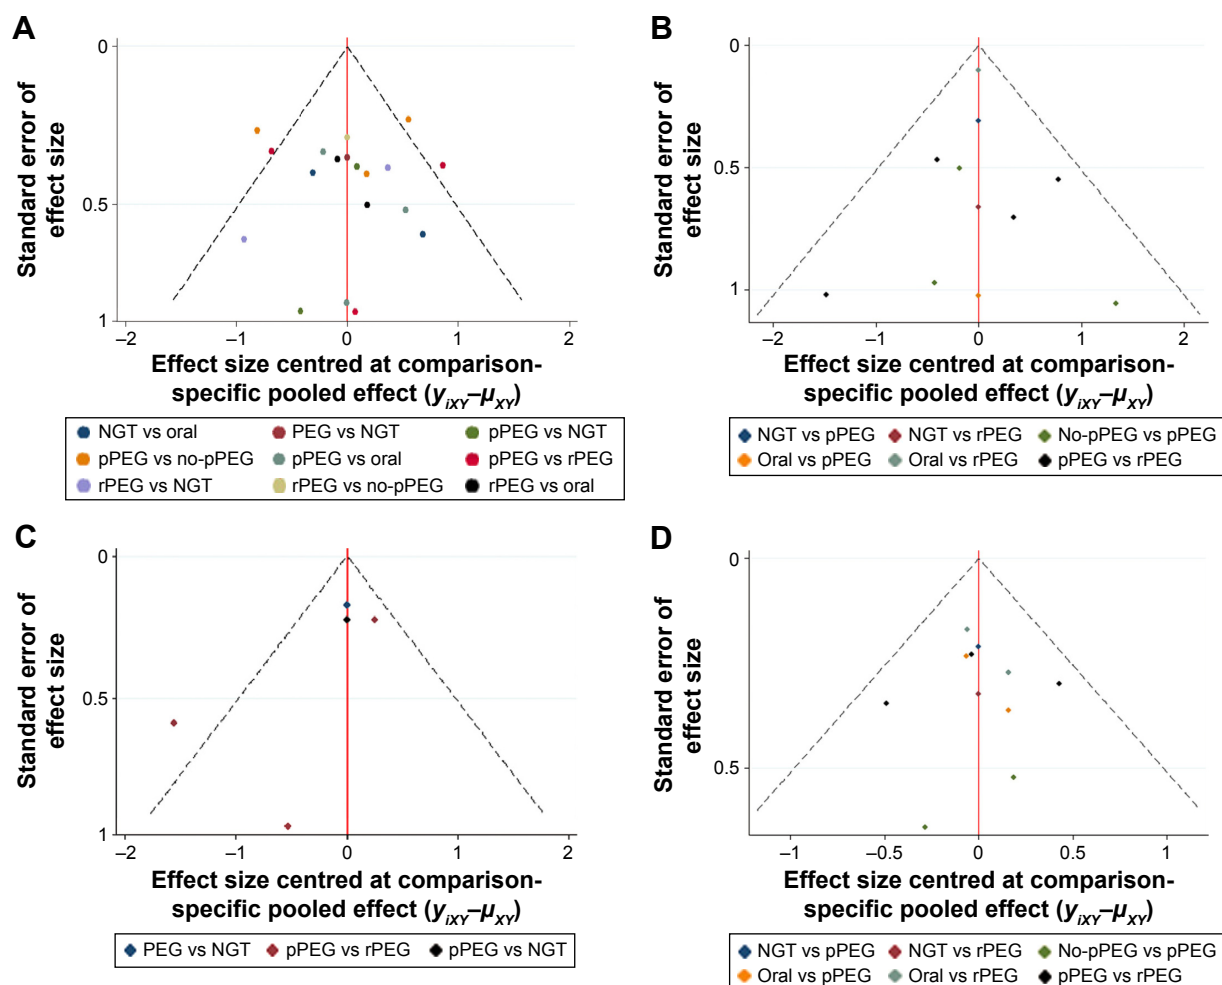 A
Standard error of
effect size
0
0.5
1
–2
–1
0
1
2
Effect size centred at comparison-
specific pooled effect (yiXY–μXY)
NGT vs oral
PEG vs NGT
pPEG vs NGT
pPEG vs no-pPEG
pPEG vs oral
pPEG vs rPEG
rPEG vs NGT
rPEG vs no-pPEG
rPEG vs oral
B
Standard error of
effect size
0
0.5
1
–2
–1
0
1
2
Effect size centred at comparison-
specific pooled effect (yiXY–μXY)
NGT vs pPEG
NGT vs rPEG
No-pPEG vs pPEG
Oral vs pPEG
Oral vs rPEG
pPEG vs rPEG
C
Standard error of
effect size
0
0.5
1
–2
–1
0
1
2
Effect size centred at comparison-
specific pooled effect (yiXY–μXY)
PEG vs NGT
pPEG vs rPEG
pPEG vs NGT
D
Standard error of
effect size
0
0.5
–1
–0.5
0
0.5
1
Effect size centred at comparison-
specific pooled effect (yiXY–μXY)
NGT vs pPEG
NGT vs rPEG
No-pPEG vs pPEG
Oral vs pPEG
Oral vs rPEG
pPEG vs rPEG